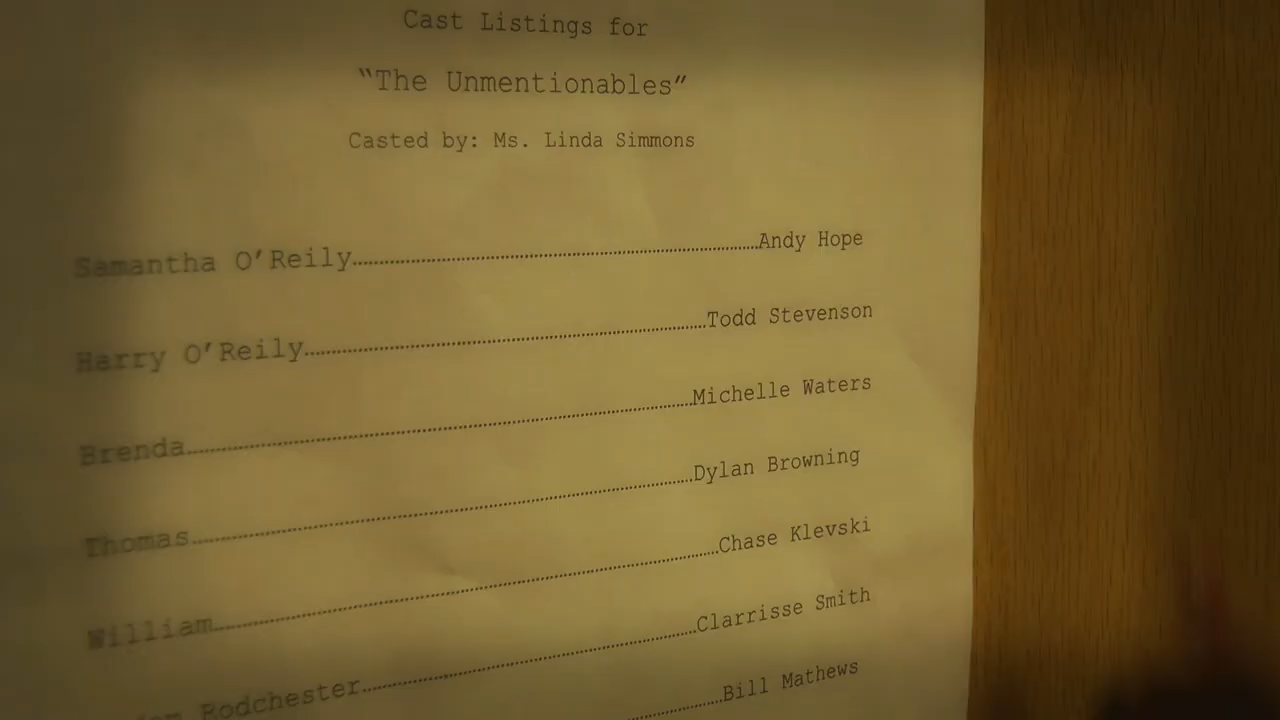 Cast Listings for
“The Unmentionables”
Casted by: Ms. Linda Simmons
Samantha O’Reily.....Andy Hope
Harry O’Reily.....Todd Stevenson
Brenda.....Michelle Waters
Thomas.....Dylan Browning
William.....Chase Klevski
Rodchester.....Clarrisse Smith
.....Bill Mathews